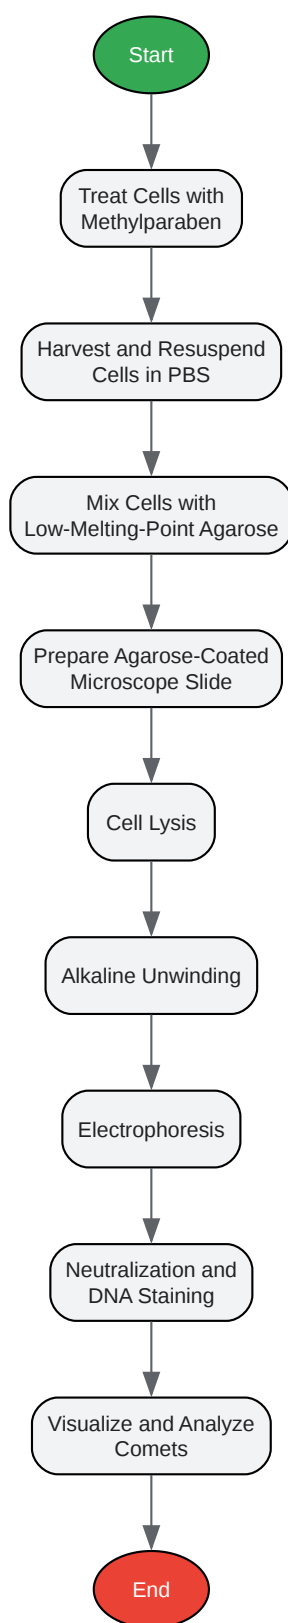 Start
Treat Cells with
Methylparaben
Harvest and Resuspend
Cells in PBS
Mix Cells with
Low-Melting-Point Agarose
Prepare Agarose-Coated
Microscope Slide
Cell Lysis
Alkaline Unwinding
Electrophoresis
Neutralization and
DNA Staining
Visualize and Analyze
Comets
End